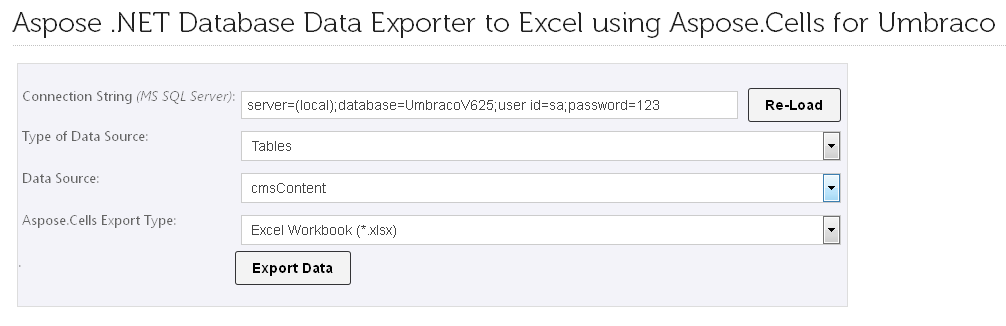 Aspose .NET Database Data Exporter to Excel using Aspose.Cells for Umbraco
Connection String (MS SQL Server): server=(local);database=UmbracoV625;user id=sa;password=123 Re-Load
Type of Data Source: Tables
Data Source: cmsContent
Aspose.Cells Export Type: Excel Workbook (*.xlsx)
. Export Data